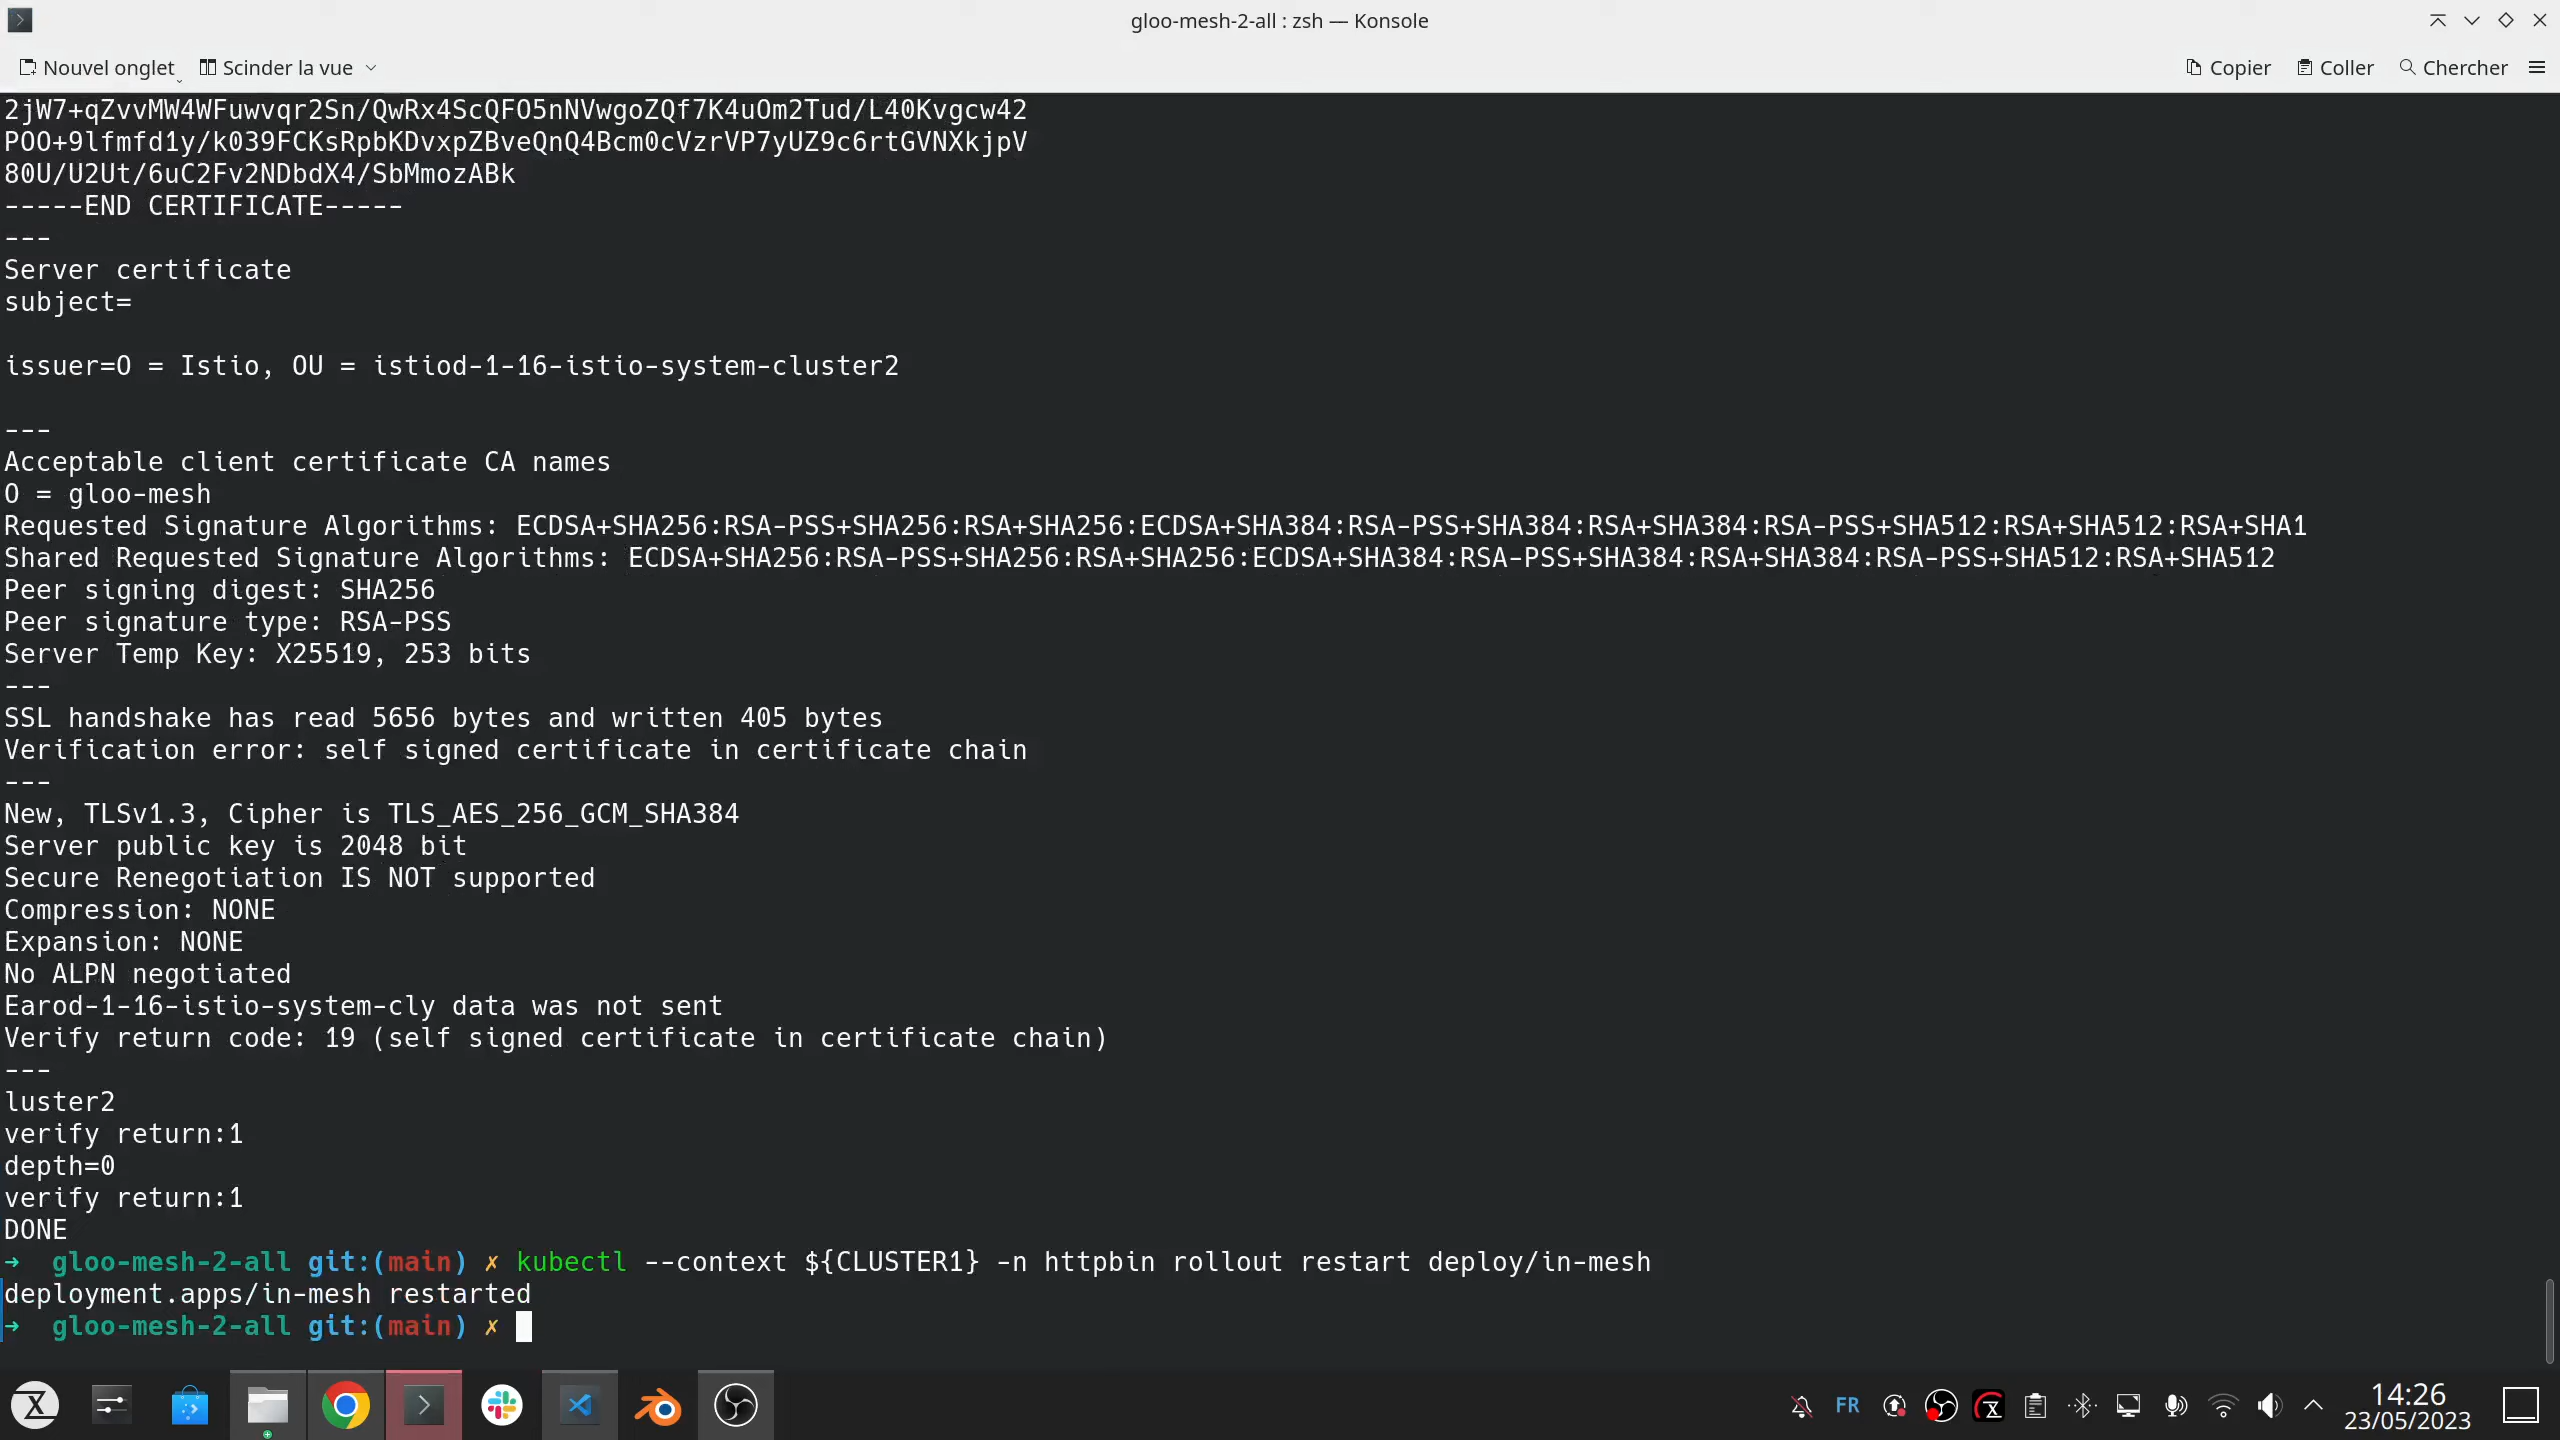 gloo-mesh-2-all : zsh — Konsole
Nouvel onglet Scinder la vue Copier Coller Chercher
2jW7+qZvvMW4WFuwvqr2Sn/QwRx4ScQFO5nNVwgoZQf7K4uOm2Tud/L40Kvgcw42
POO+9lfmfd1y/k039FCKsRpbKDvxpZBveQnQ4Bcm0cVzrVP7yUZ9c6rtGVNXkjpV
80U/U2Ut/6uC2Fv2NDbdX4/SbMmozABk
-----END CERTIFICATE-----
---
Server certificate
subject=
issuer=O = Istio, OU = istiod-1-16-istio-system-cluster2
---
Acceptable client certificate CA names
O = gloo-mesh
Requested Signature Algorithms: ECDSA+SHA256:RSA-PSS+SHA256:RSA+SHA256:ECDSA+SHA384:RSA-PSS+SHA384:RSA+SHA384:RSA-PSS+SHA512:RSA+SHA512:RSA+SHA1
Shared Requested Signature Algorithms: ECDSA+SHA256:RSA-PSS+SHA256:RSA+SHA256:ECDSA+SHA384:RSA-PSS+SHA384:RSA+SHA384:RSA-PSS+SHA512:RSA+SHA512
Peer signing digest: SHA256
Peer signature type: RSA-PSS
Server Temp Key: X25519, 253 bits
---
SSL handshake has read 5656 bytes and written 405 bytes
Verification error: self signed certificate in certificate chain
---
New, TLSv1.3, Cipher is TLS_AES_256_GCM_SHA384
Server public key is 2048 bit
Secure Renegotiation IS NOT supported
Compression: NONE
Expansion: NONE
No ALPN negotiated
Earod-1-16-istio-system-cly data was not sent
Verify return code: 19 (self signed certificate in certificate chain)
---
luster2
verify return:1
depth=0
verify return:1
DONE
➜ gloo-mesh-2-all git:(main) ✗ kubectl --context ${CLUSTER1} -n httpbin rollout restart deploy/in-mesh
deployment.apps/in-mesh restarted
➜ gloo-mesh-2-all git:(main) ✗
FR 14:26
23/05/2023